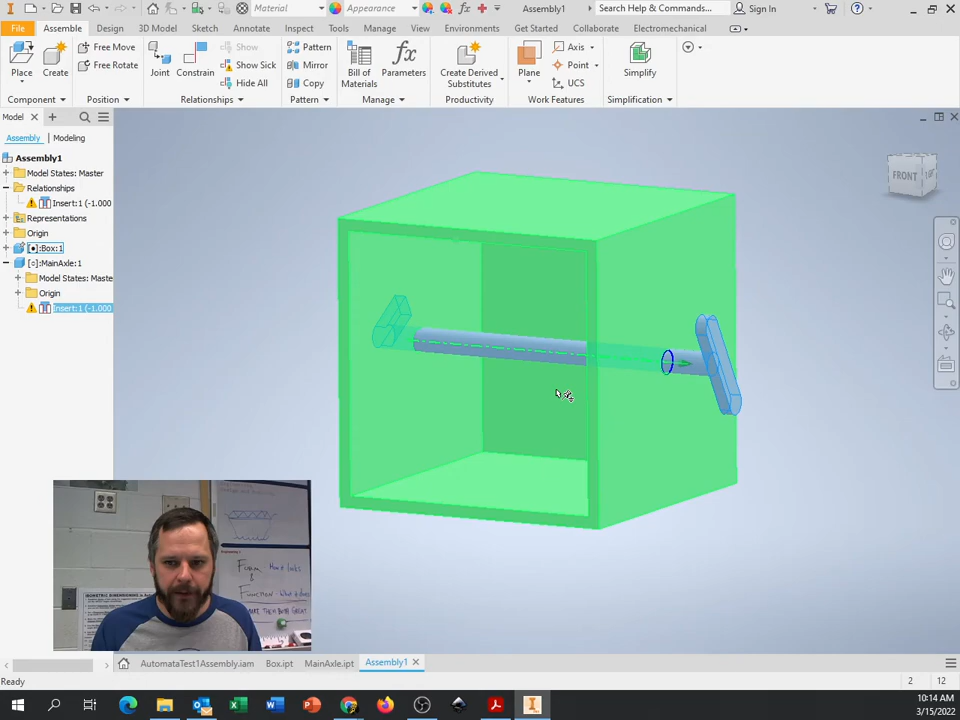 Material
Appearance
Assembly1
Search Help & Commands...
Sign In
File
Assemble
Design
3D Model
Sketch
Annotate
Inspect
Tools
Manage
View
Environments
Get Started
Collaborate
Electromechanical
Place
Create
Free Move
Free Rotate
Joint
Constrain
Show
Show Sick
Hide All
Pattern
Mirror
Copy
Bill of
Materials
Parameters
Create Derived
Substitutes
Plane
Axis
Point
UCS
Simplify
Component
Position
Relationships
Pattern
Manage
Productivity
Work Features
Simplification
Model
Assembly
Modeling
Assembly1
Model States: Master
Relationships
Insert:1 (-1.000
Representations
Origin
[●]:Box:1
[○]:MainAxle:1
Model States: Maste
Origin
Insert:1 (-1.000
FRONT
Form How it looks
&
Function
AutomataTest1Assembly.iam
Box.ipt
MainAxle.ipt
Assembly1
Ready
2
12
10:14 AM
3/15/2022